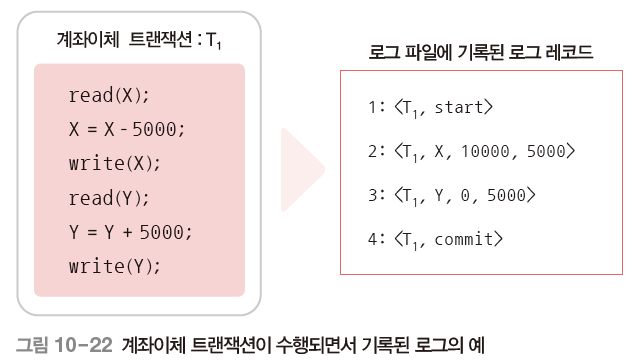 계좌이체 트랜잭션 : T₁
read(X);
X = X - 5000;
write(X);
read(Y);
Y = Y + 5000;
write(Y);
로그 파일에 기록된 로그 레코드
1: <T₁, start>
2: <T₁, X, 10000, 5000>
3: <T₁, Y, 0, 5000>
4: <T₁, commit>
그림 10-22 계좌이체 트랜잭션이 수행되면서 기록된 로그의 예